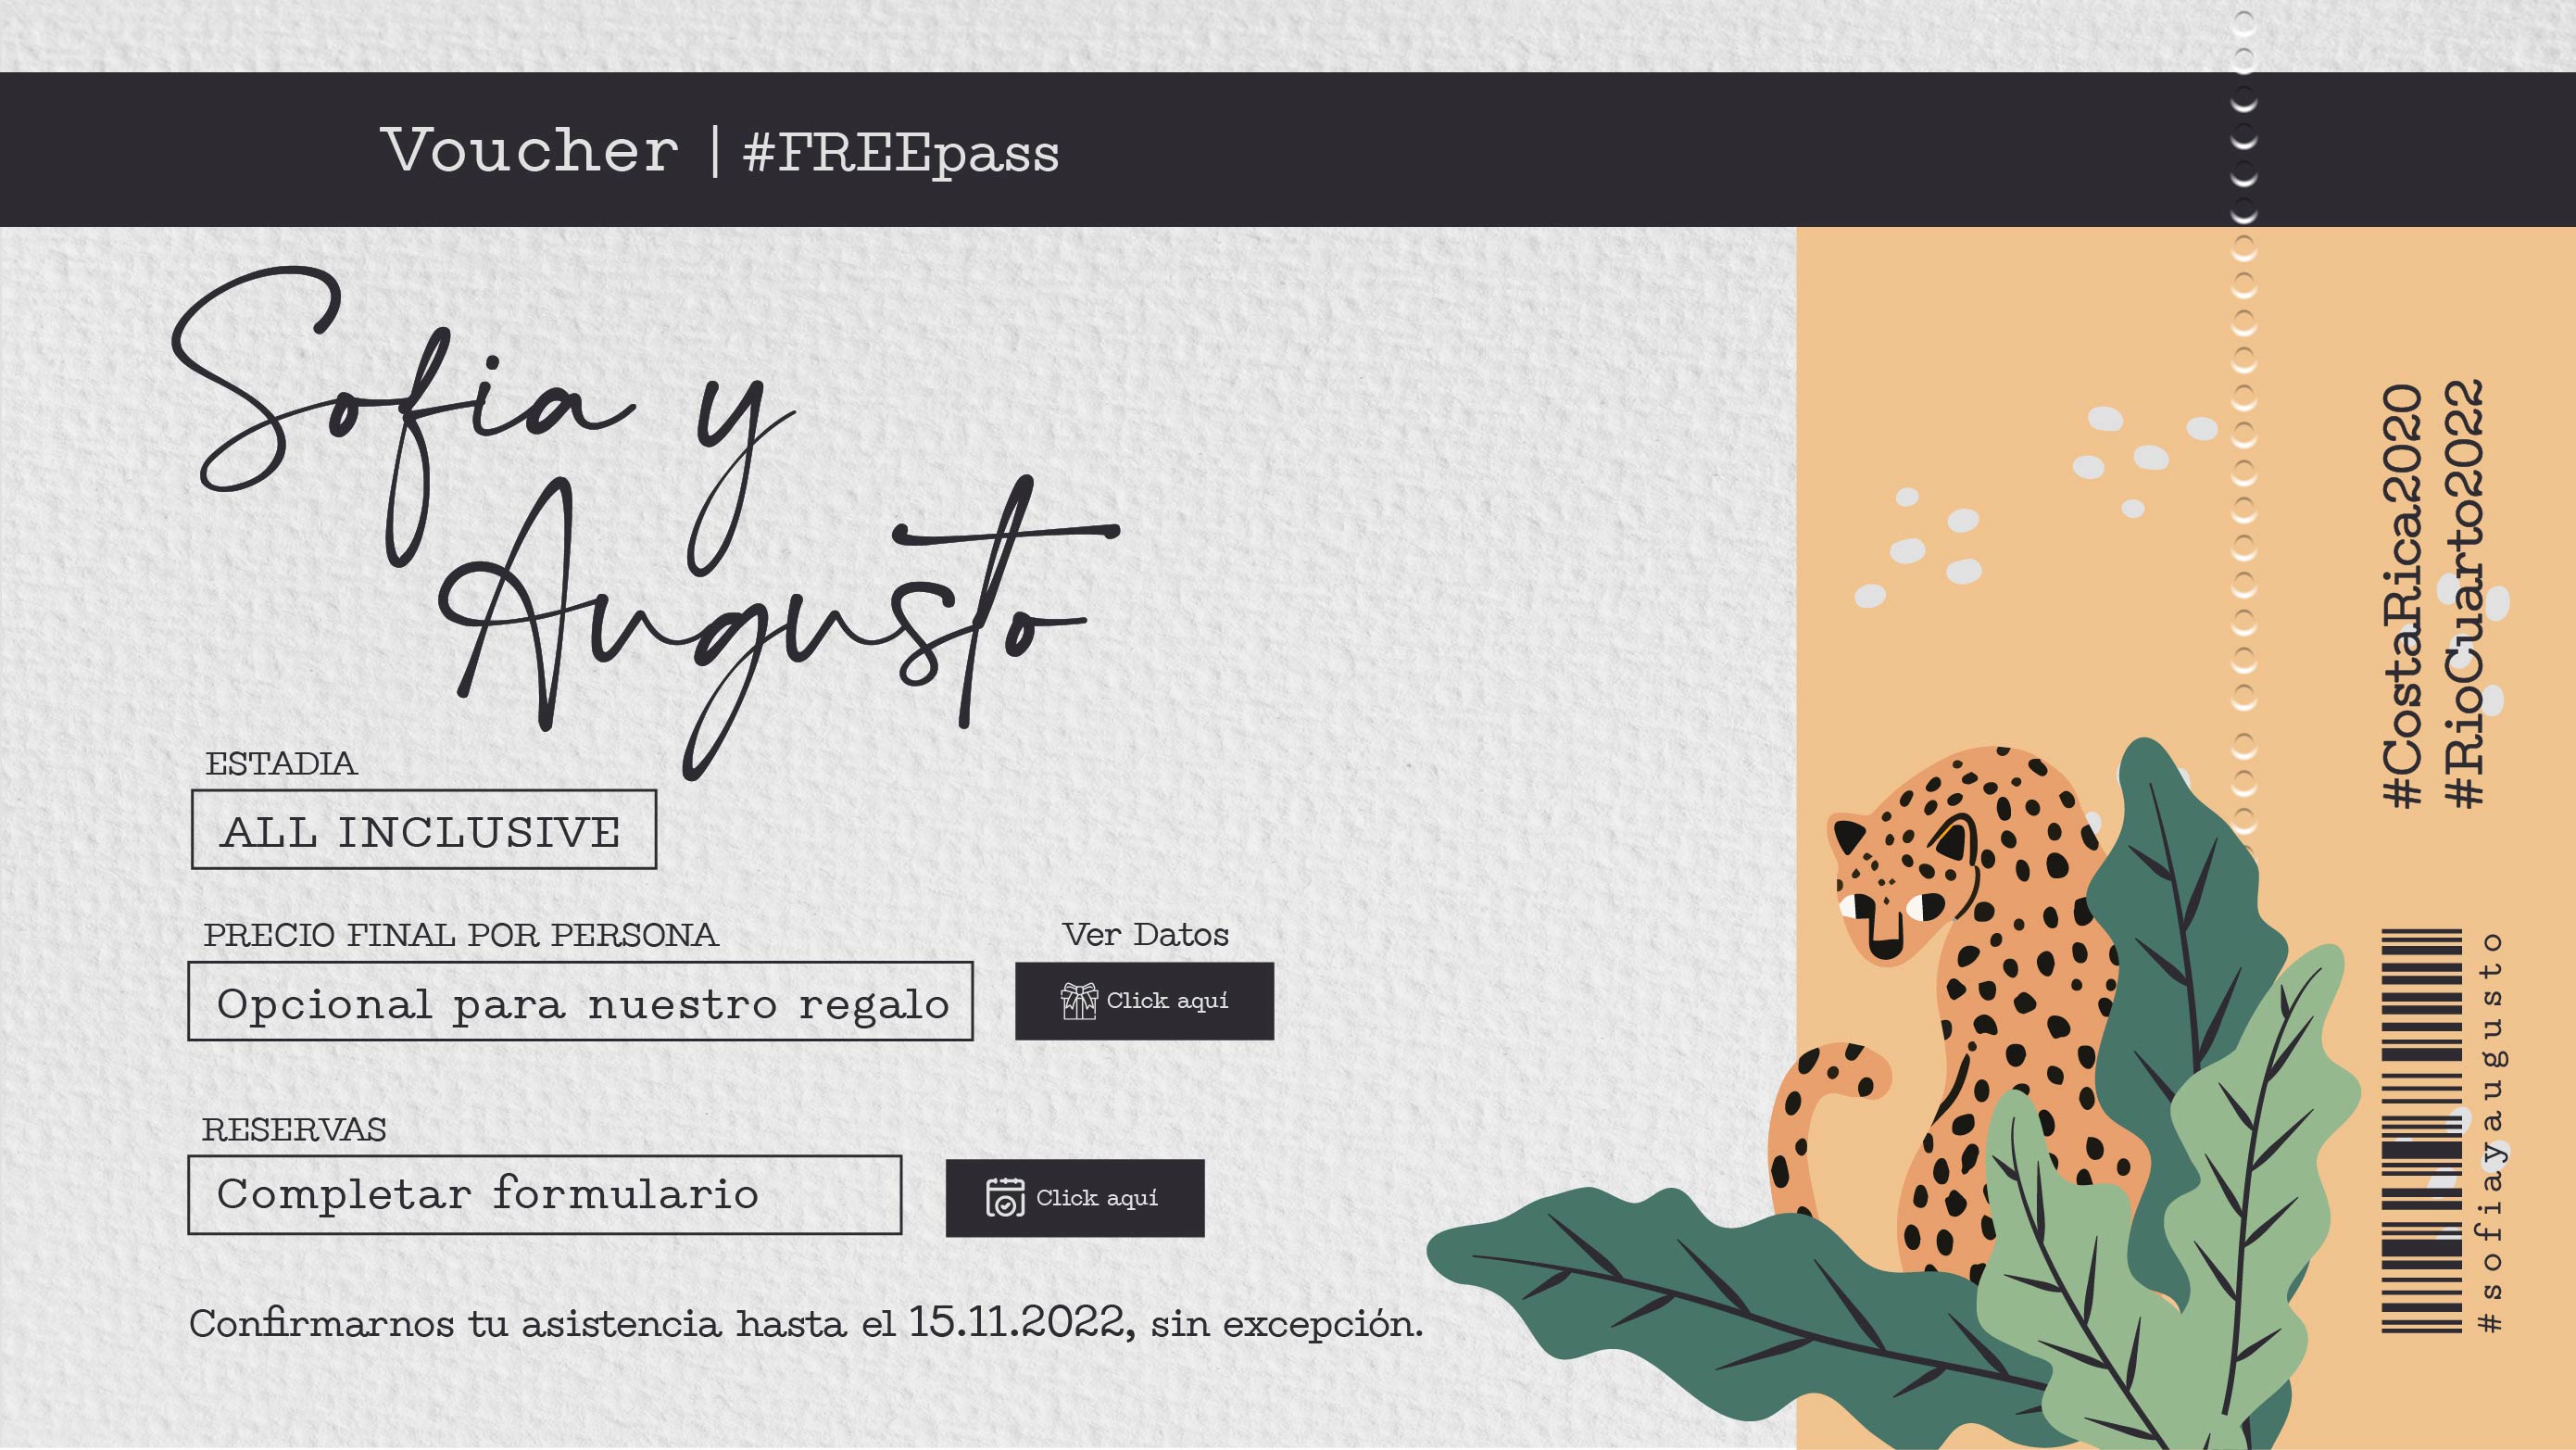 Voucher | #FREEpass
Sofia y
Augusto
ESTADIA
ALL INCLUSIVE
PRECIO FINAL POR PERSONA
Opcional para nuestro regalo
Ver Datos
Click aquí
RESERVAS
Completar formulario
Click aquí
Confirmarnos tu asistencia hasta el 15.11.2022, sin excepción.
#CostaRica2020
#RioCuarto2022
#sofiayaugusto